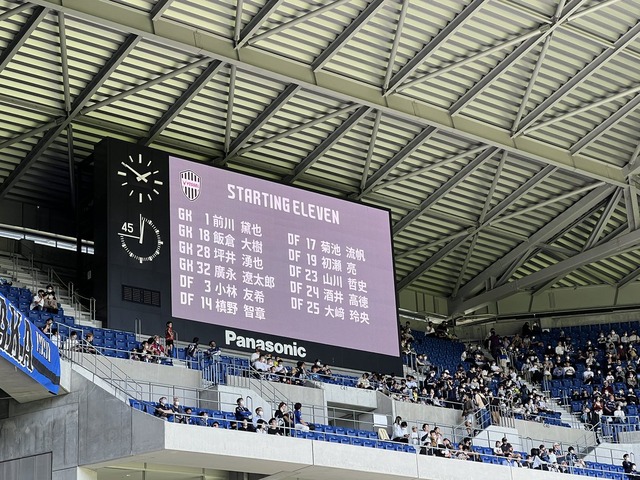 STARTING ELEVEN
GK 1 前川 黛也
GK 18 飯倉 大樹
GK 28 坪井 湧也
GK 32 廣永 遼太郎
DF 3 小林 友希
DF 14 槙野 智章
DF 17 菊池 流帆
DF 19 初瀬 亮
DF 23 山川 哲史
DF 24 酒井 高徳
DF 25 大﨑 玲央
45
Panasonic